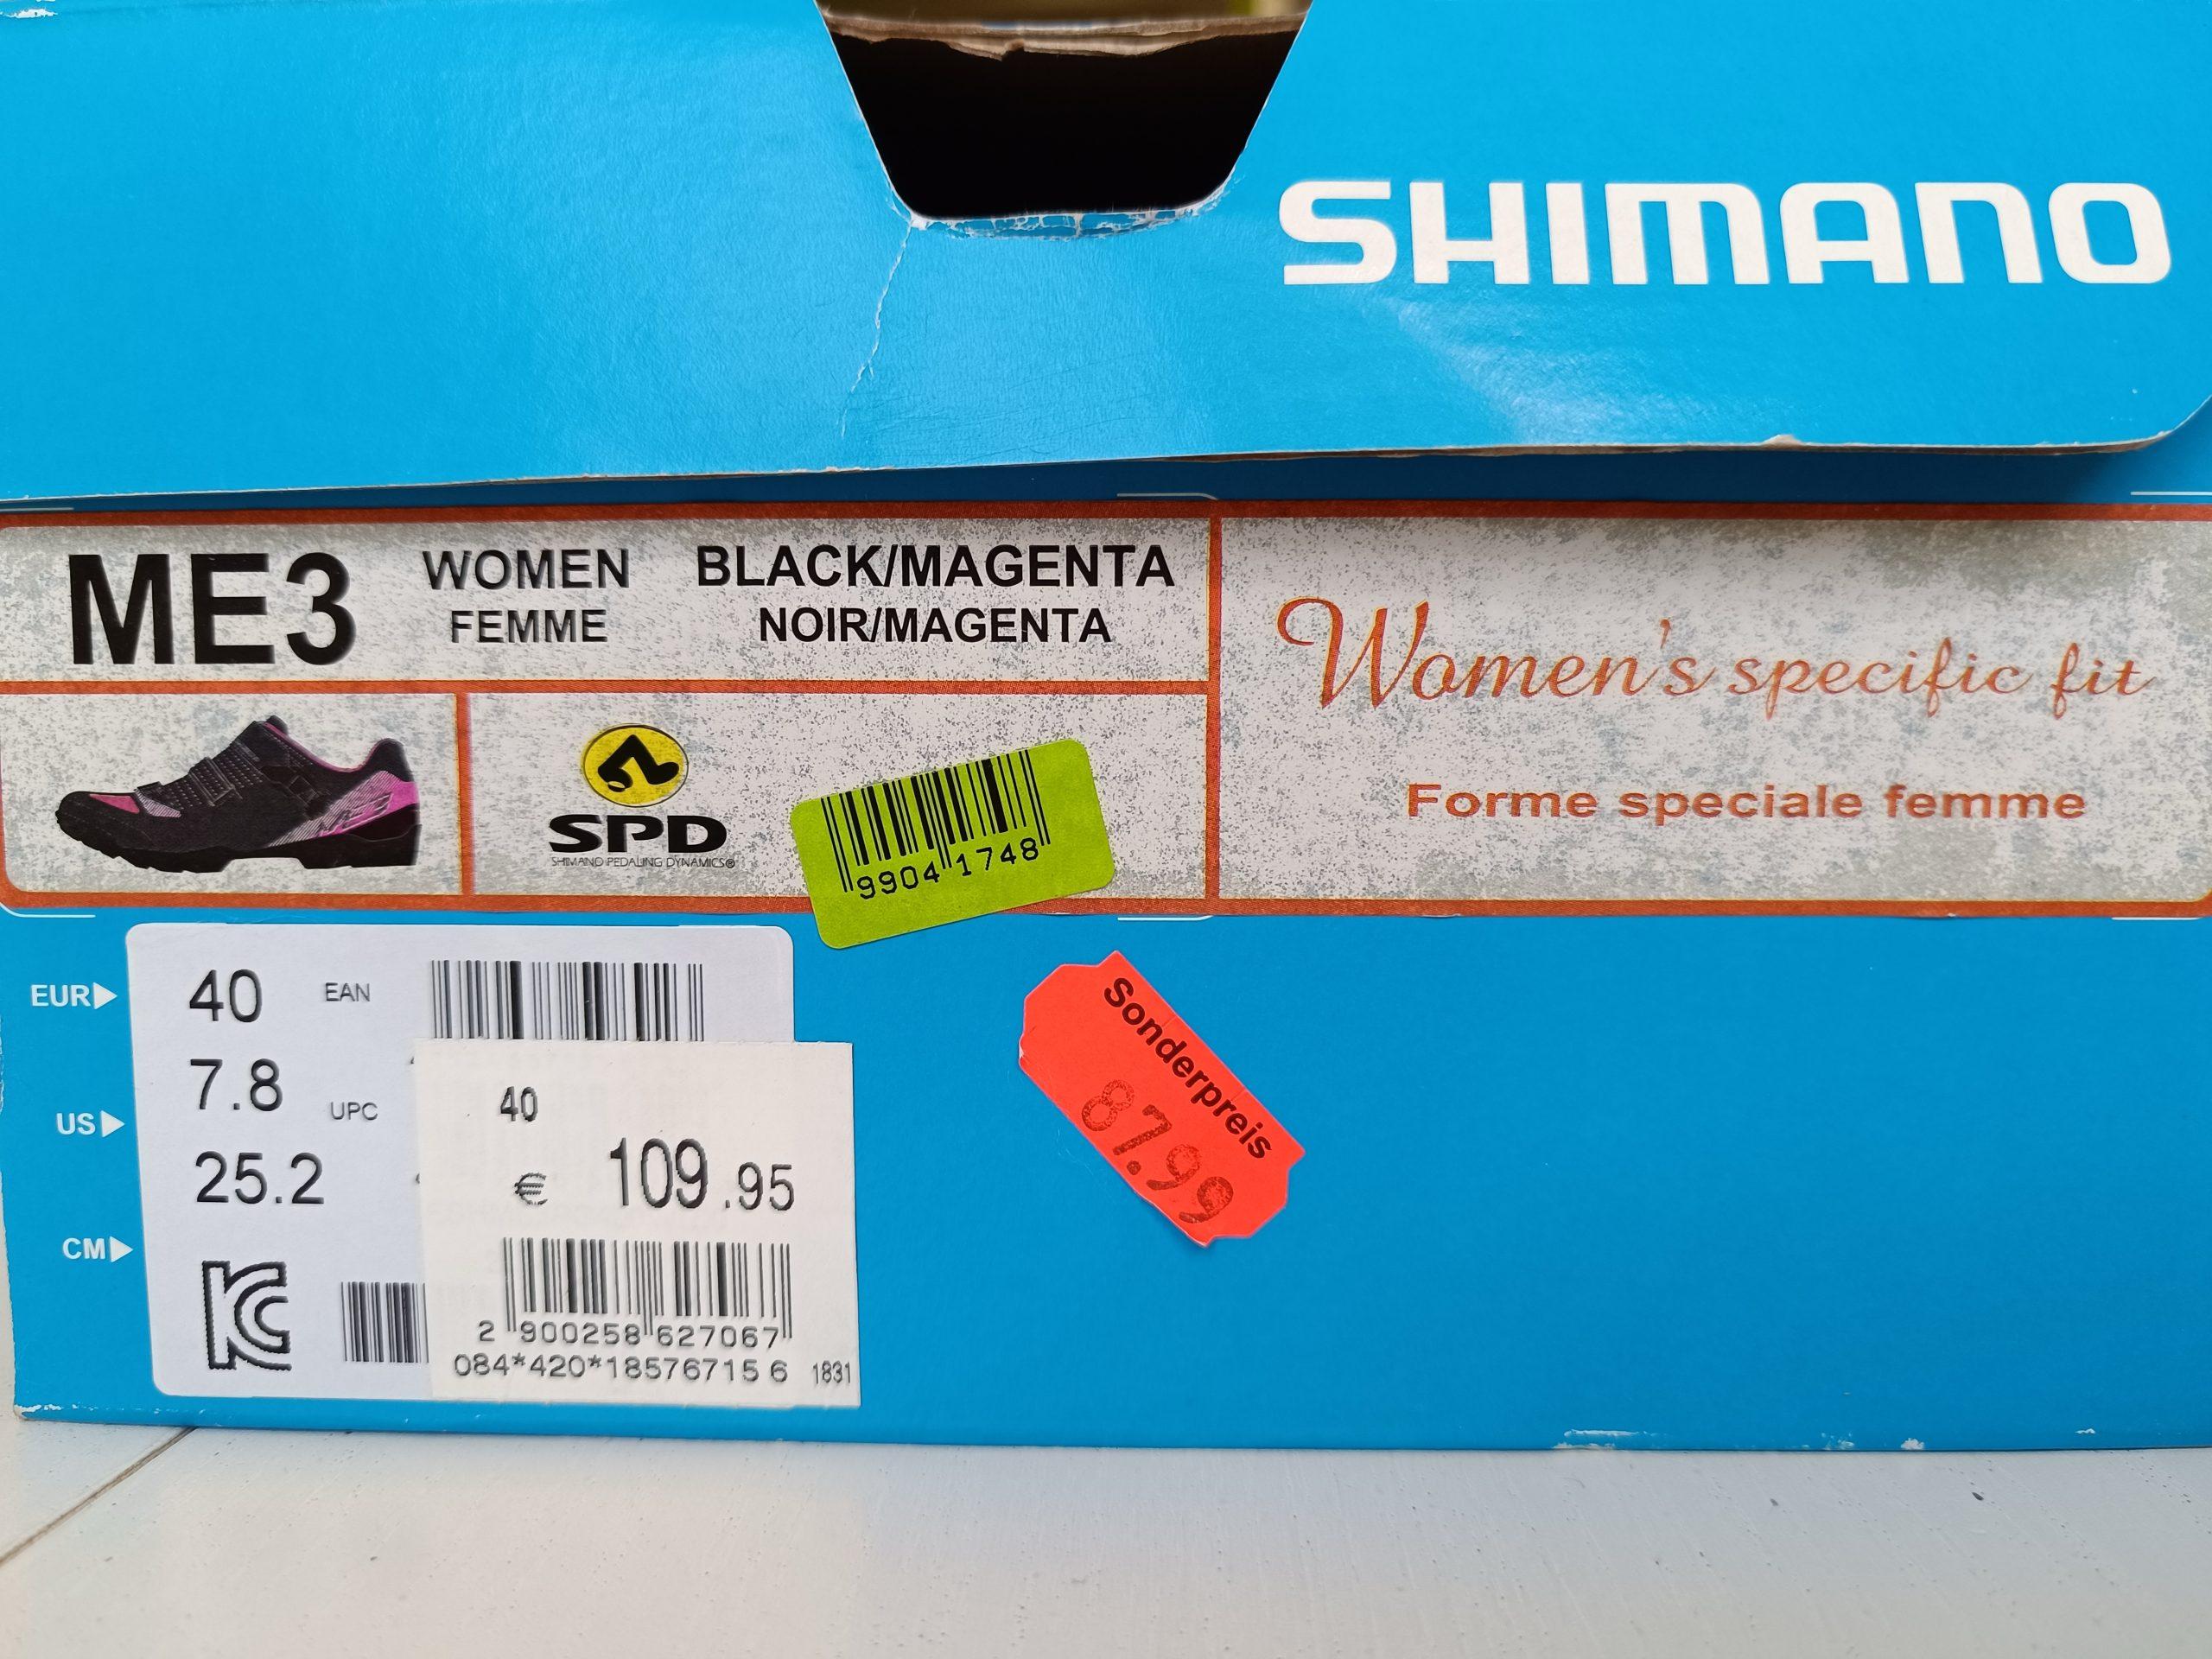 SHIMANO
ME3
WOMEN
FEMME
BLACK/MAGENTA
NOIR/MAGENTA
Women's specific fit
Forme speciale femme
SPD
SHIMANO PEDALING DYNAMICS®
9904 1748
EUR 40 EAN
US 7.8 UPC
CM 25.2
40
€ 109.95
2 900258 627067
084*420*18576715 6 1831
Sonderpreis
87.99